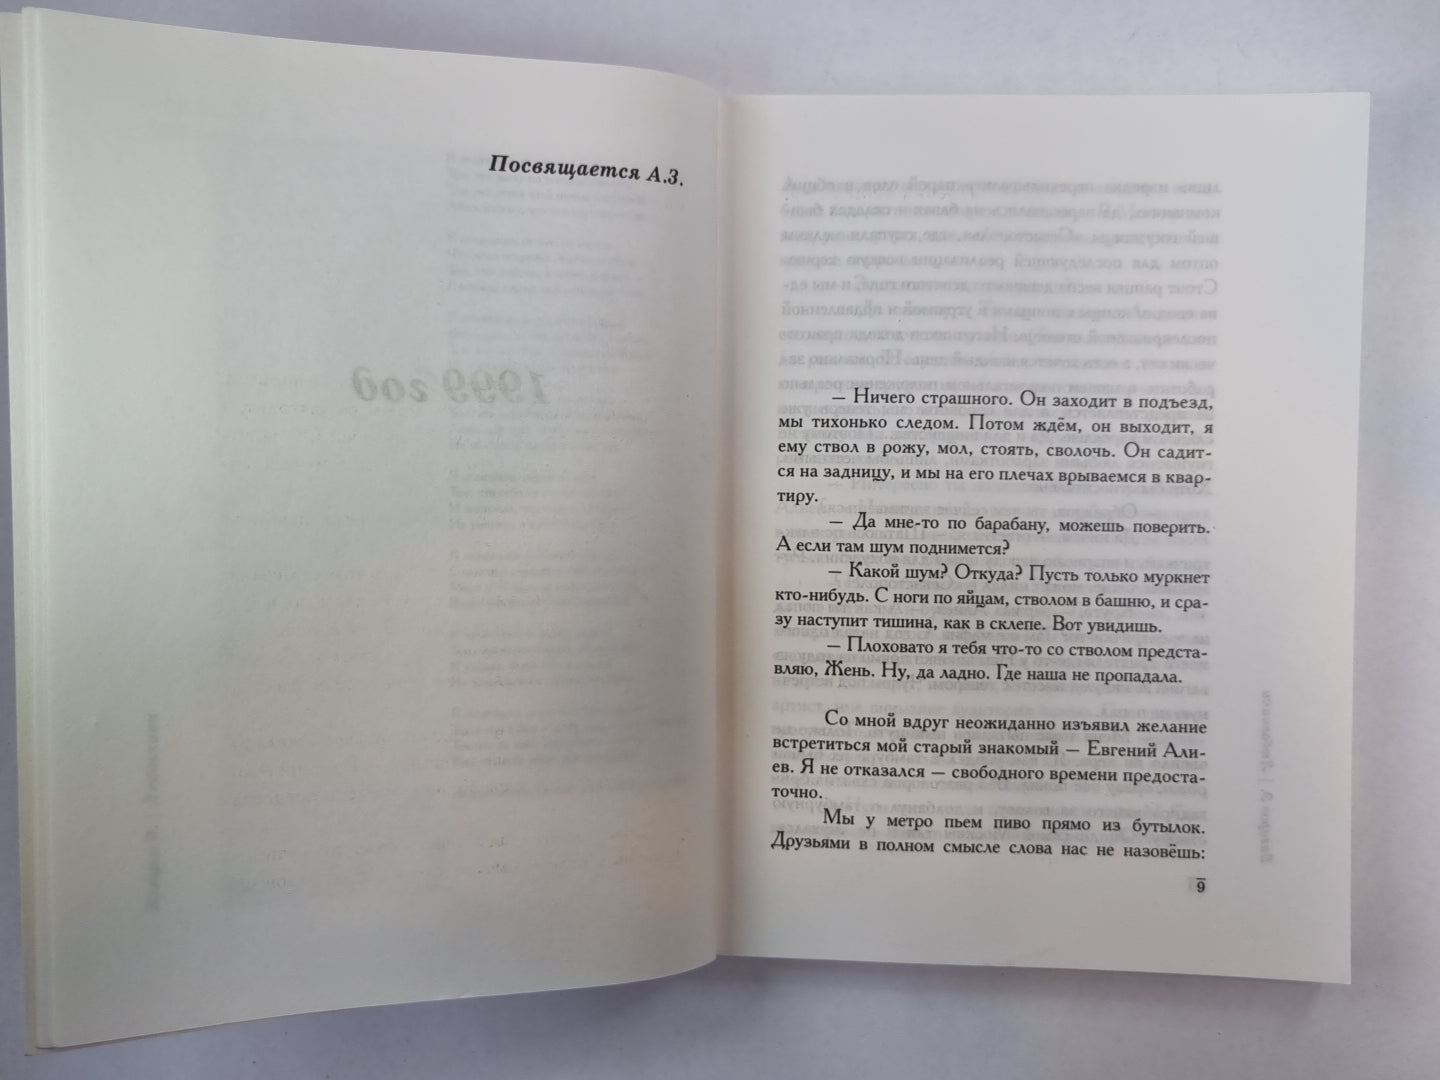 Посвящается А.З.
1999 год
— Ничего страшного. Он заходит в подъезд,
мы тихонько следом. Потом ждём, он выходит, я
ему ствол в рожу, мол, стоять, сволочь. Он садит-
ся на задницу, и мы на его плечах врываемся в квар-
тиру.
— Да мне-то по барабану, можешь поверить.
А если там шум поднимется?
— Какой шум? Откуда? Пусть только муркнет
кто-нибудь. С ноги по яйцам, стволом в башню, и сра-
зу наступит тишина, как в склепе. Вот увидишь.
— Плоховато я тебя что-то со стволом предста-
вляю, Жень. Ну, да ладно. Где наша не пропадала.
Со мной вдруг неожиданно изъявил желание
встретиться мой старый знакомый — Евгений Али-
ев. Я не отказался — свободного времени предоста-
точно.
Мы у метро пьем пиво прямо из бутылок.
Друзьями в полном смысле слова нас не назовёшь:
9